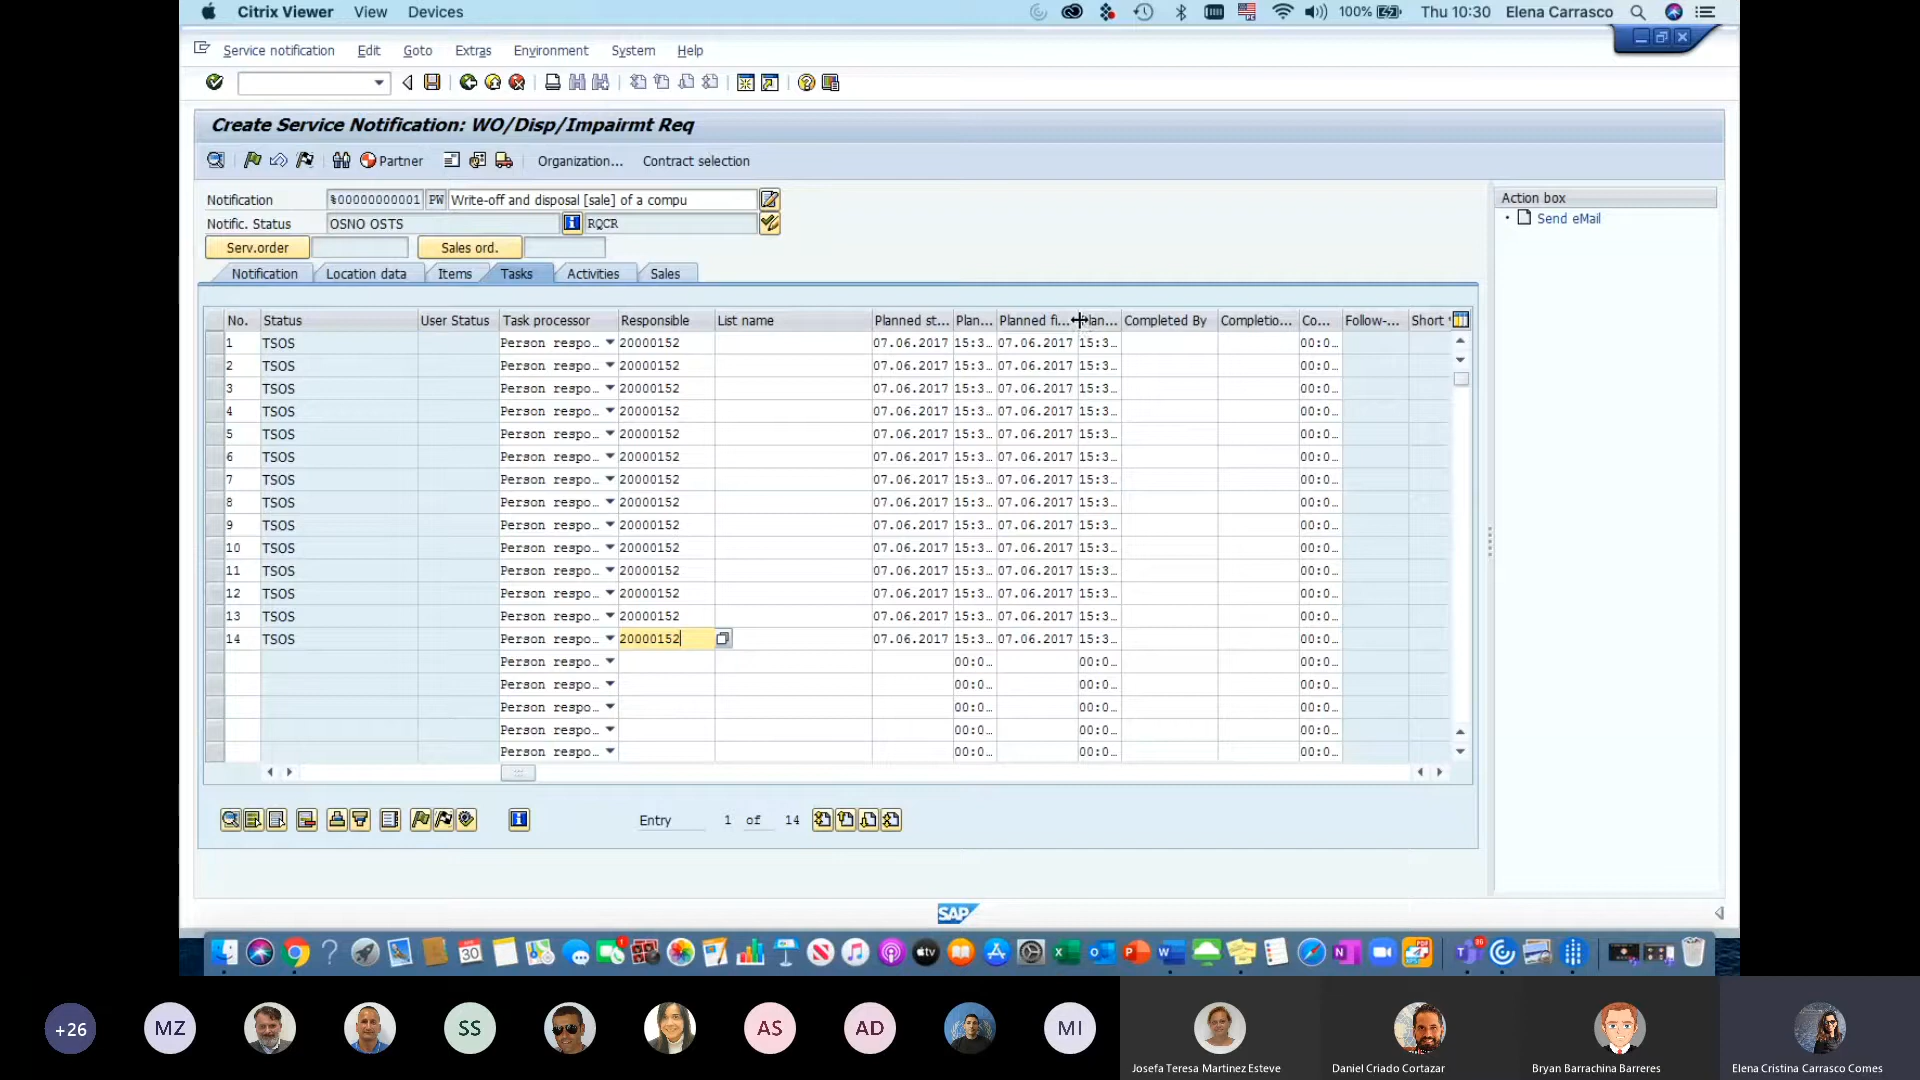 Citrix Viewer View Devices 100% Thu 10:30 Elena Carrasco
Service notification Edit Goto Extras Environment System Help
Create Service Notification: WO/Disp/Impairmt Req
Partner Organization... Contract selection
Notification %00000000001 PW Write-off and disposal [sale] of a compu
Notific. Status OSNO OSTS RQCR
Serv.order Sales ord.
Action box
Send eMail
Notification Location data Items Tasks Activities Sales
No. Status User Status Task processor Responsible List name Planned st... Plan... Planned fi... Plan... Completed By Completio... Co... Follow-... Short
1 TSOS Person respo... 20000152 07.06.2017 15:3... 07.06.2017 15:3... 00:0...
2 TSOS Person respo... 20000152 07.06.2017 15:3... 07.06.2017 15:3... 00:0...
3 TSOS Person respo... 20000152 07.06.2017 15:3... 07.06.2017 15:3... 00:0...
4 TSOS Person respo... 20000152 07.06.2017 15:3... 07.06.2017 15:3... 00:0...
5 TSOS Person respo... 20000152 07.06.2017 15:3... 07.06.2017 15:3... 00:0...
6 TSOS Person respo... 20000152 07.06.2017 15:3... 07.06.2017 15:3... 00:0...
7 TSOS Person respo... 20000152 07.06.2017 15:3... 07.06.2017 15:3... 00:0...
8 TSOS Person respo... 20000152 07.06.2017 15:3... 07.06.2017 15:3... 00:0...
9 TSOS Person respo... 20000152 07.06.2017 15:3... 07.06.2017 15:3... 00:0...
10 TSOS Person respo... 20000152 07.06.2017 15:3... 07.06.2017 15:3... 00:0...
11 TSOS Person respo... 20000152 07.06.2017 15:3... 07.06.2017 15:3... 00:0...
12 TSOS Person respo... 20000152 07.06.2017 15:3... 07.06.2017 15:3... 00:0...
13 TSOS Person respo... 20000152 07.06.2017 15:3... 07.06.2017 15:3... 00:0...
14 TSOS Person respo... 20000152 07.06.2017 15:3... 07.06.2017 15:3... 00:0...
Person respo... 00:0... 00:0... 00:0...
Person respo... 00:0... 00:0... 00:0...
Person respo... 00:0... 00:0... 00:0...
Person respo... 00:0... 00:0... 00:0...
Person respo... 00:0... 00:0... 00:0...
Entry 1 of 14
SAP
30 tv
+26 MZ SS AS AD MI
Josefa Teresa Martinez Esteve Daniel Criado Cortazar Bryan Barrachina Barreres Elena Cristina Carrasco Comes